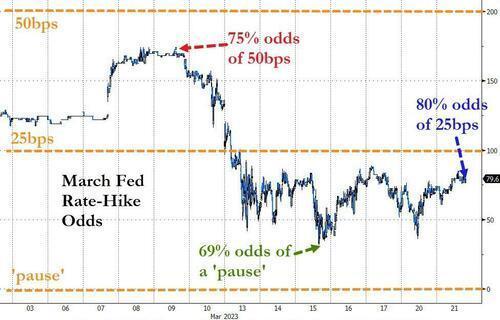 50bps
75% odds
of 50bps
80% odds
of 25bps
25bps
March Fed
Rate-Hike
Odds
69% odds of
a 'pause'
'pause'
200
150
100
79.6
50
0
03 06 07 08 09 10 13 14 15 16 17 20 21
Mar 2023